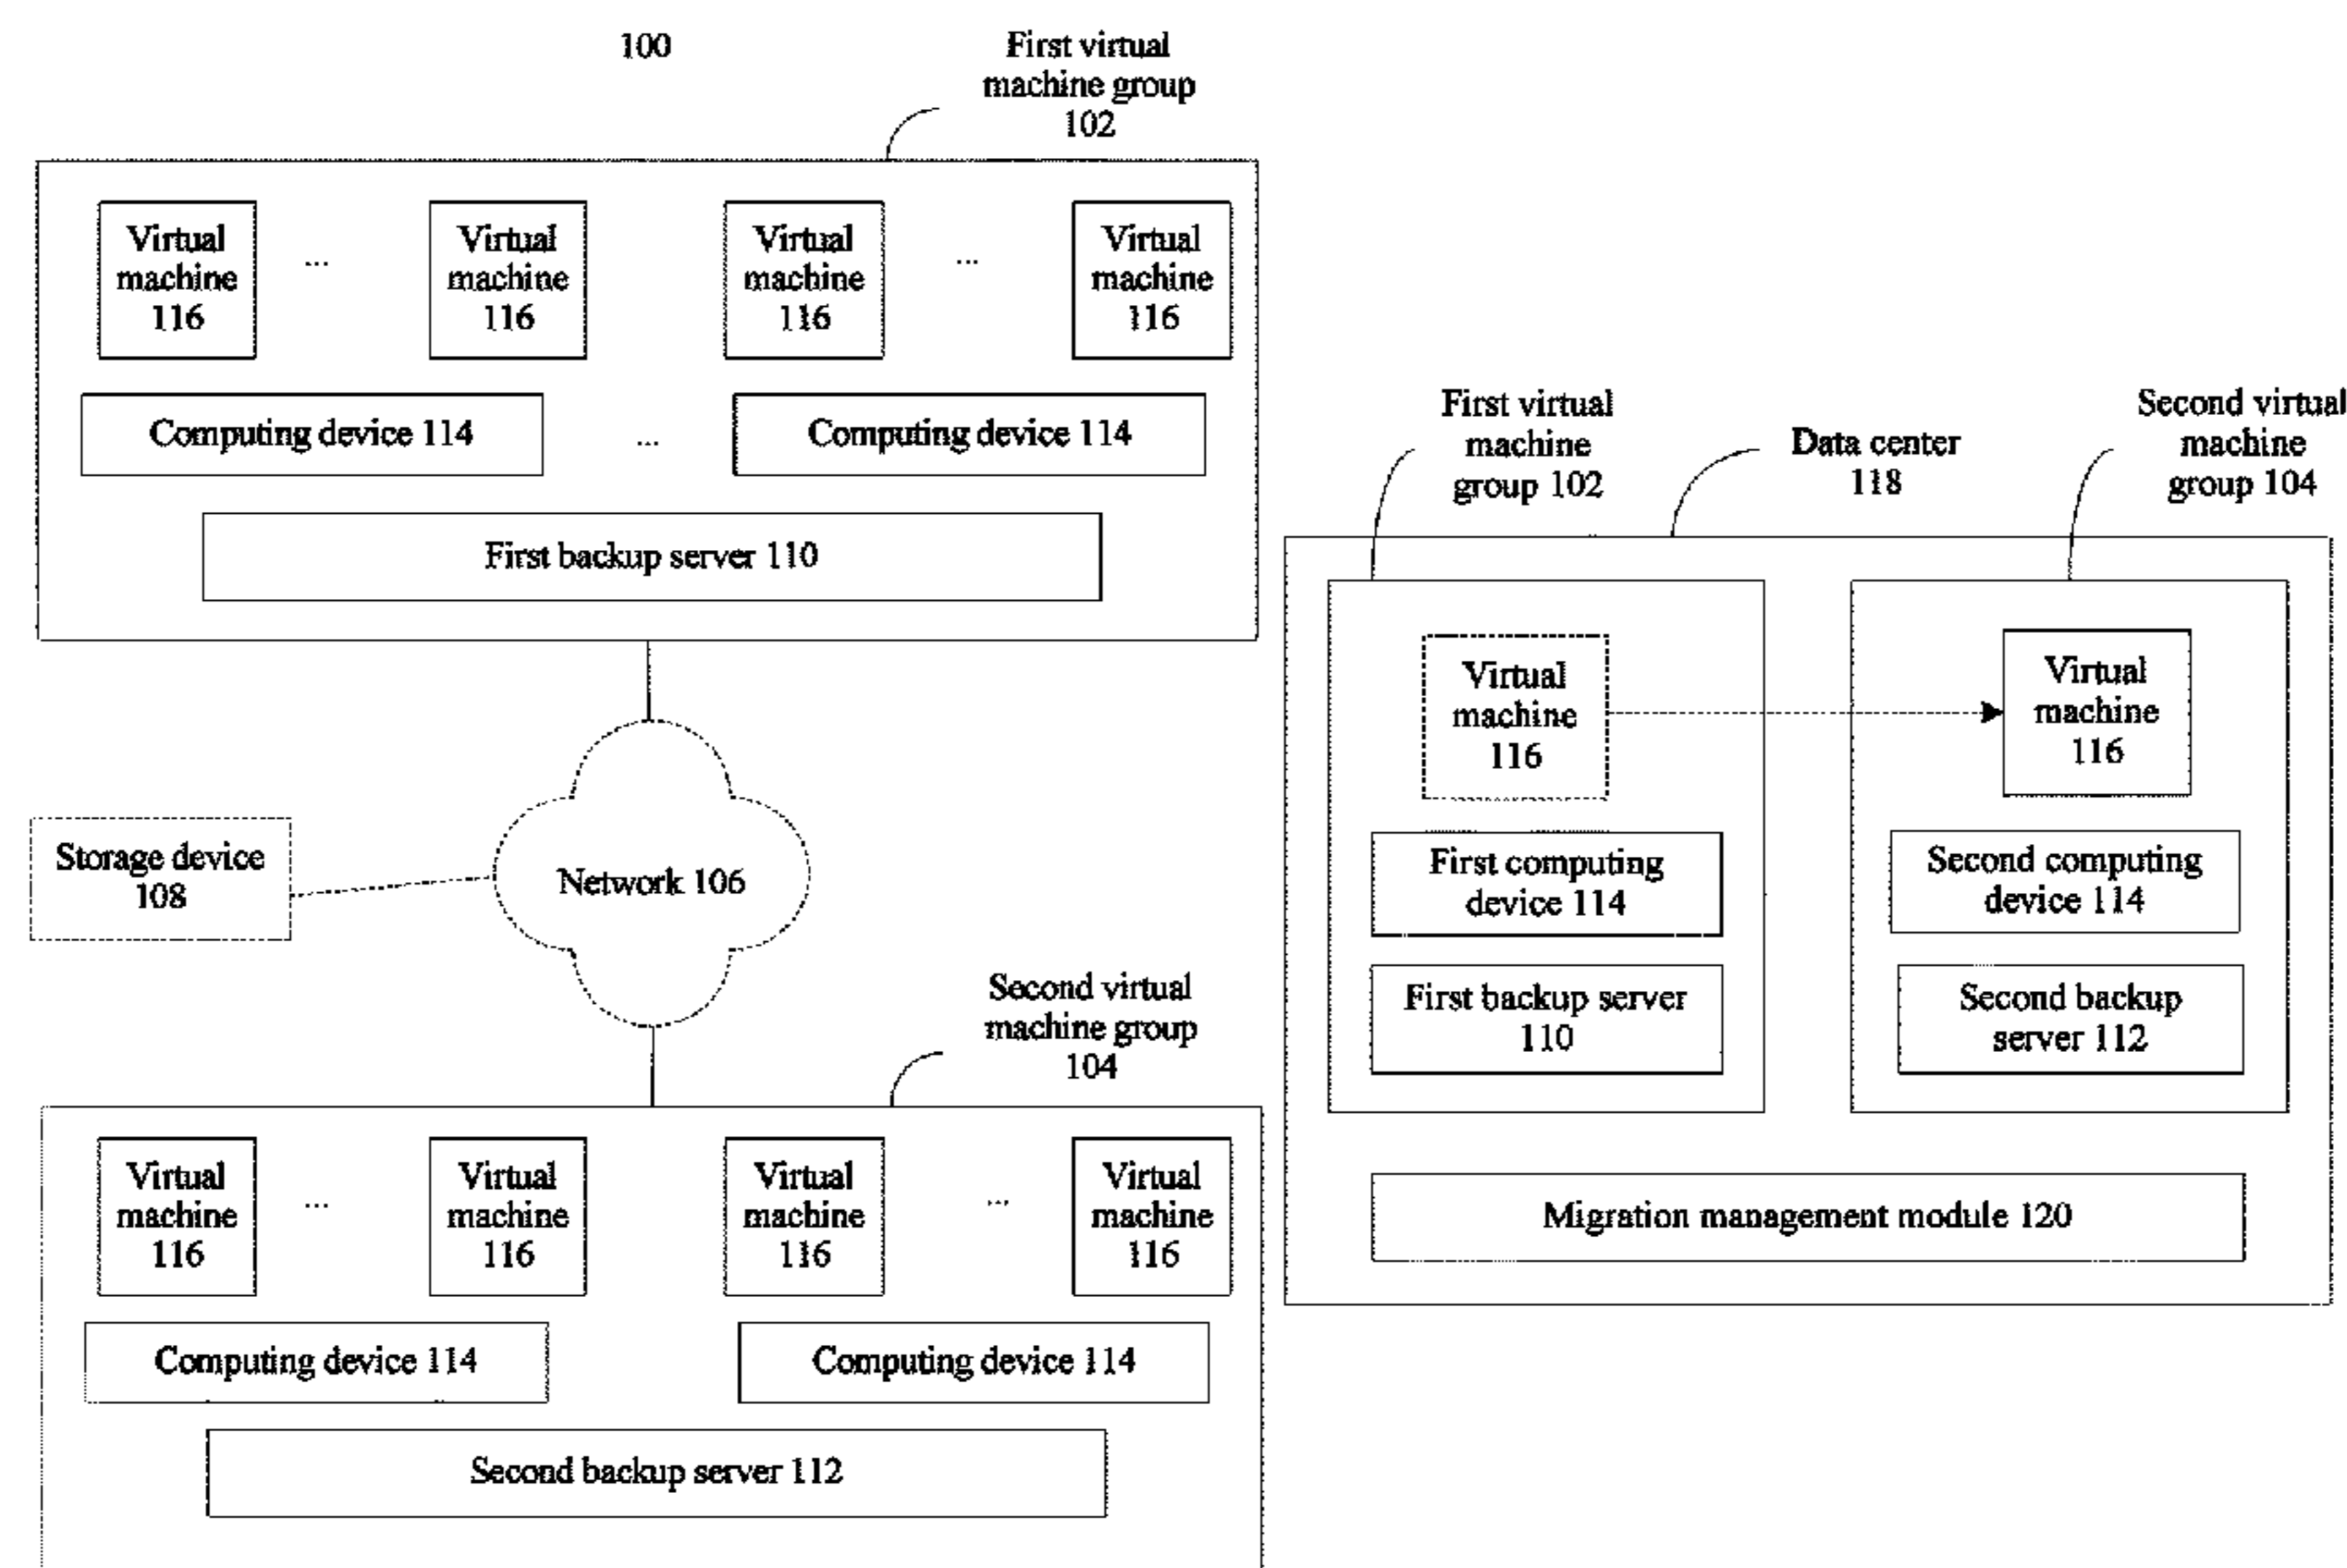 100
First virtual
machine group
102
Virtual
machine
116
...
Virtual
machine
116
Virtual
machine
116
...
Virtual
machine
116
Computing device 114
...
Computing device 114
First backup server 110
Storage device
108
Network 106
Second virtual
machine group
104
Virtual
machine
116
...
Virtual
machine
116
Virtual
machine
116
...
Virtual
machine
116
Computing device 114
Computing device 114
Second backup server 112
First virtual
machine
group 102
Data center
118
Second virtual
machine
group 104
Virtual
machine
116
Virtual
machine
116
First computing
device 114
Second computing
device 114
First backup server
110
Second backup
server 112
Migration management module 120